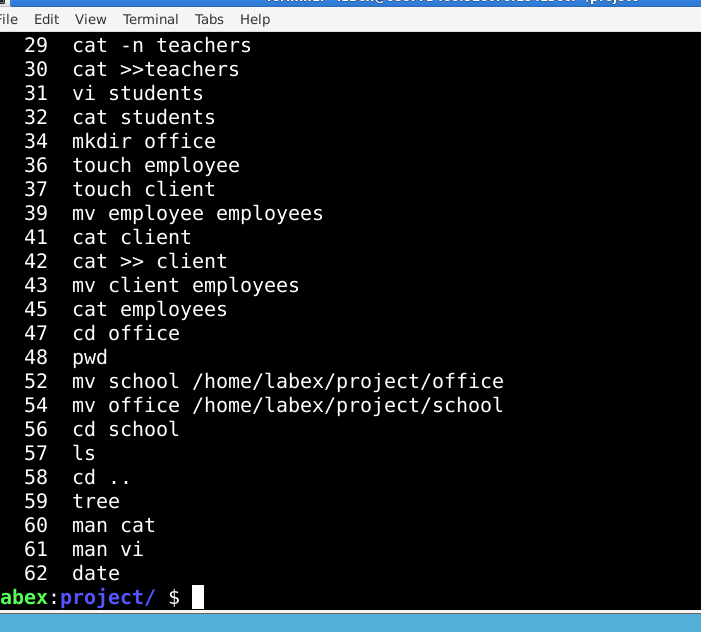 File Edit View Terminal Tabs Help
29 cat -n teachers
30 cat >>teachers
31 vi students
32 cat students
34 mkdir office
36 touch employee
37 touch client
39 mv employee employees
41 cat client
42 cat >> client
43 mv client employees
45 cat employees
47 cd office
48 pwd
52 mv school /home/labex/project/office
54 mv office /home/labex/project/school
56 cd school
57 ls
58 cd ..
59 tree
60 man cat
61 man vi
62 date
abex:project/ $